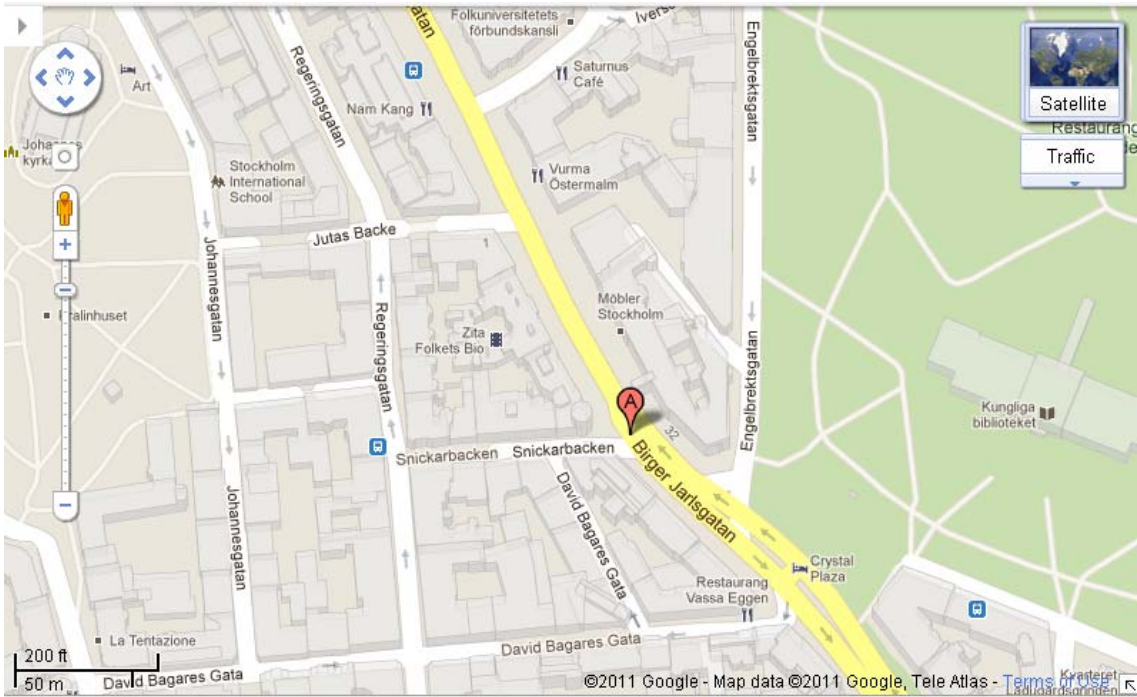 Folkuniversitetets
förbundskansli
Art
Regeringsgatan
Nam Kang
Saturnus
Café
Engelbrektsgatan
Satellite
Restaurang
Traffic
Stockholm
International
School
Vurma
Östermalm
Johannesgatan
Jutas Backe
1
Regeringsgatan
Zita
Folkets Bio
Möbler
Stockholm
Engelbrektsgatan
A
32
Kungliga
biblioteket
Snickarbacken
Snickarbacken
Birger Jarlsgatan
David Bagares Gata
Johannesgatan
Crystal
Plaza
Restaurang
Vassa Eggen
David Bagares Gata
La Tentazione
200 ft
50 m
David Bagares Gata
©2011 Google - Map data ©2011 Google, Tele Atlas - Terms of Use